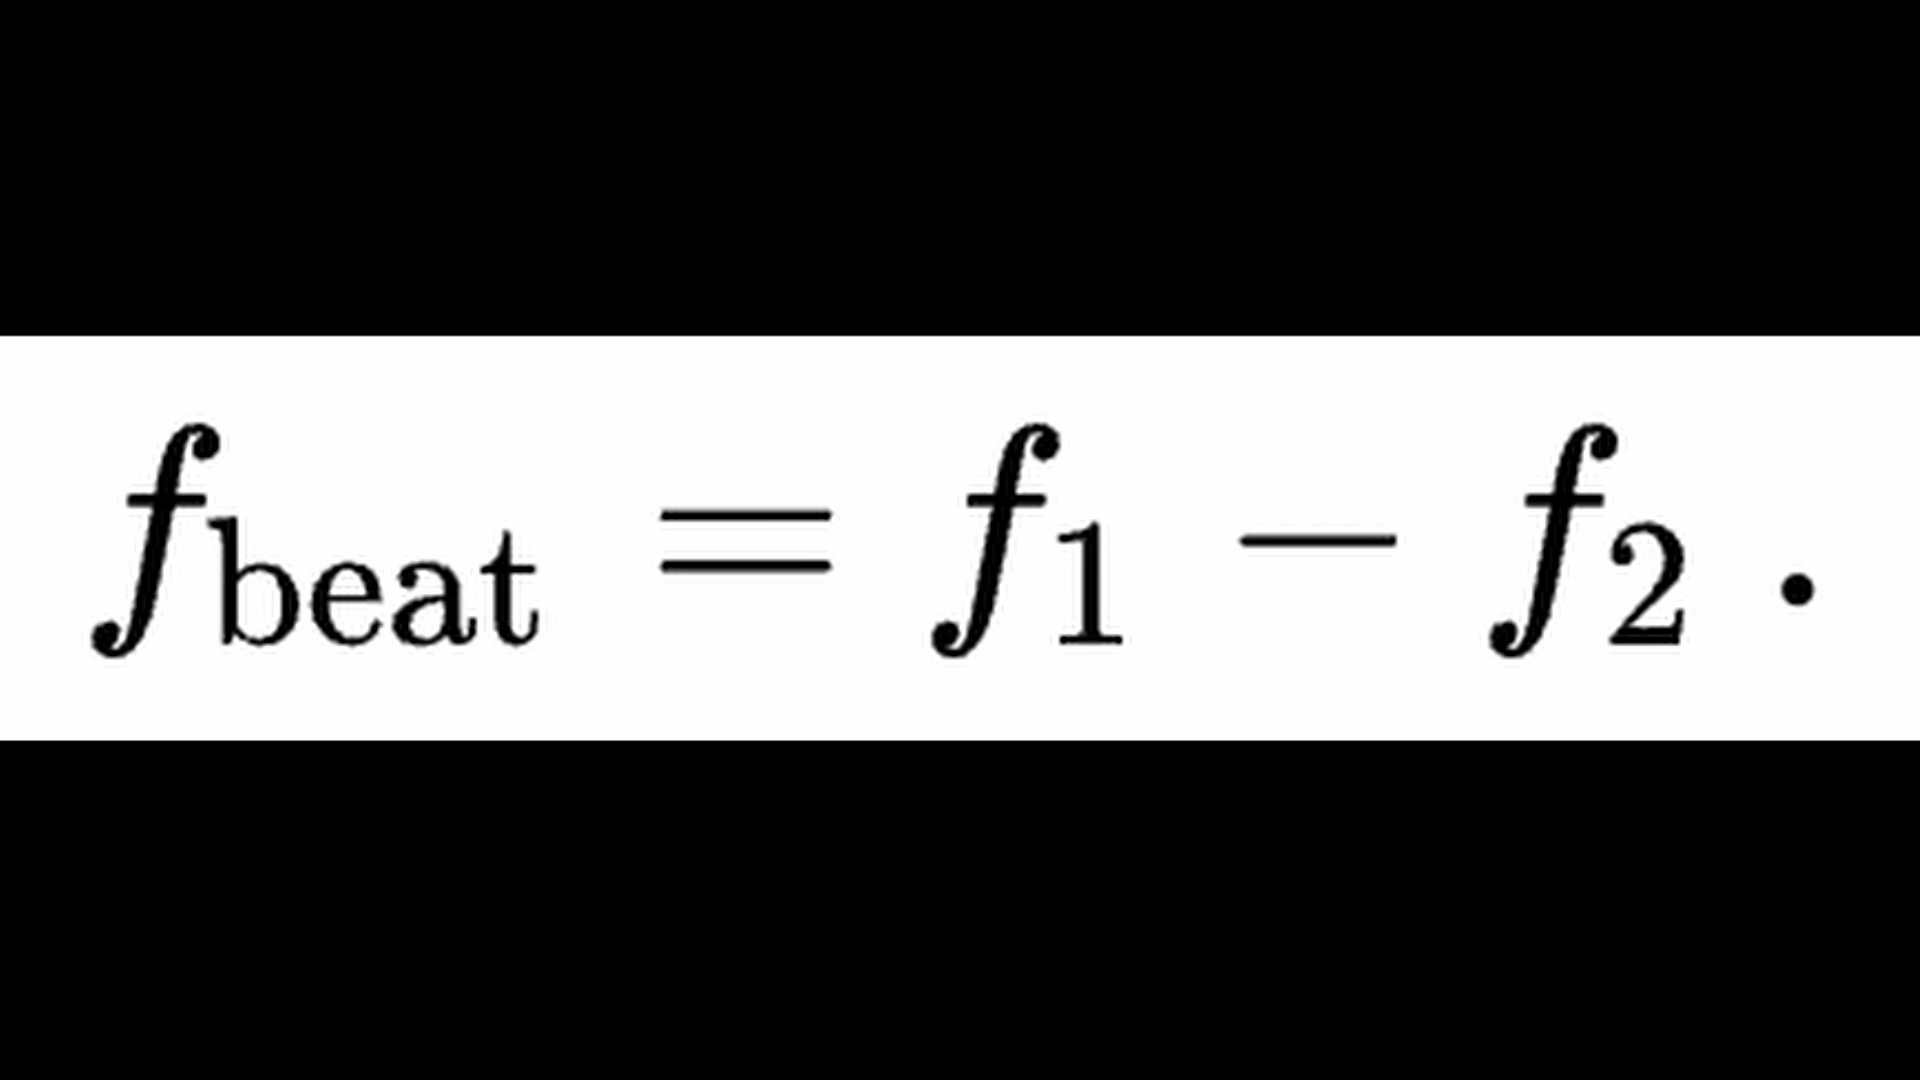 f_beat = f_1 − f_2 .